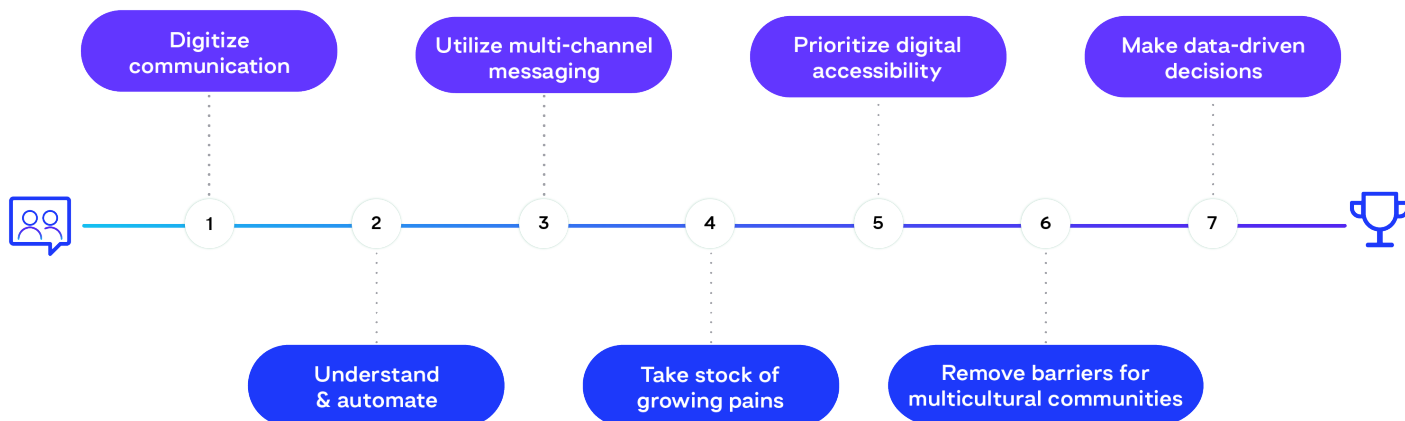 Digitize
communication
Utilize multi-channel
messaging
Prioritize digital
accessibility
Make data-driven
decisions
1
2
3
4
5
6
7
Understand
& automate
Take stock of
growing pains
Remove barriers for
multicultural communities